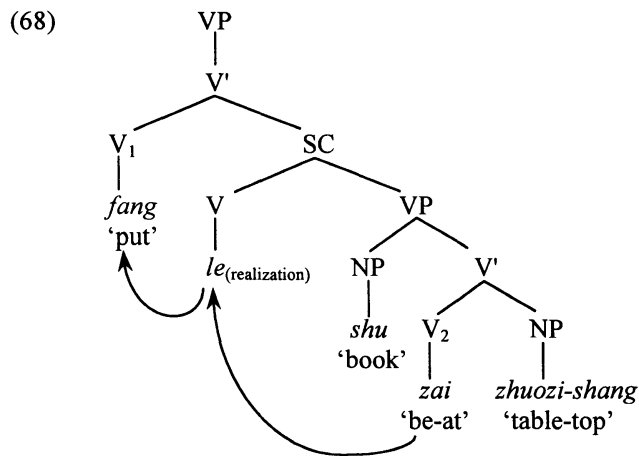 (68) VP
V'
V₁ SC
fang V VP
'put'
le(realization) NP V'
shu V₂ NP
'book'
zai zhuozi-shang
'be-at' 'table-top'